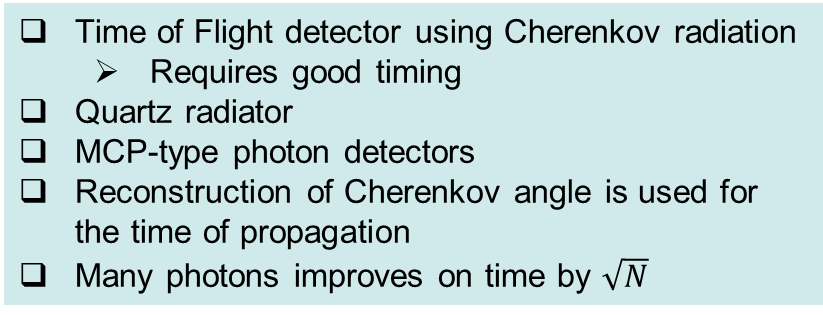 ❑ Time of Flight detector using Cherenkov radiation
➢ Requires good timing
❑ Quartz radiator
❑ MCP-type photon detectors
❑ Reconstruction of Cherenkov angle is used for
the time of propagation
❑ Many photons improves on time by √N